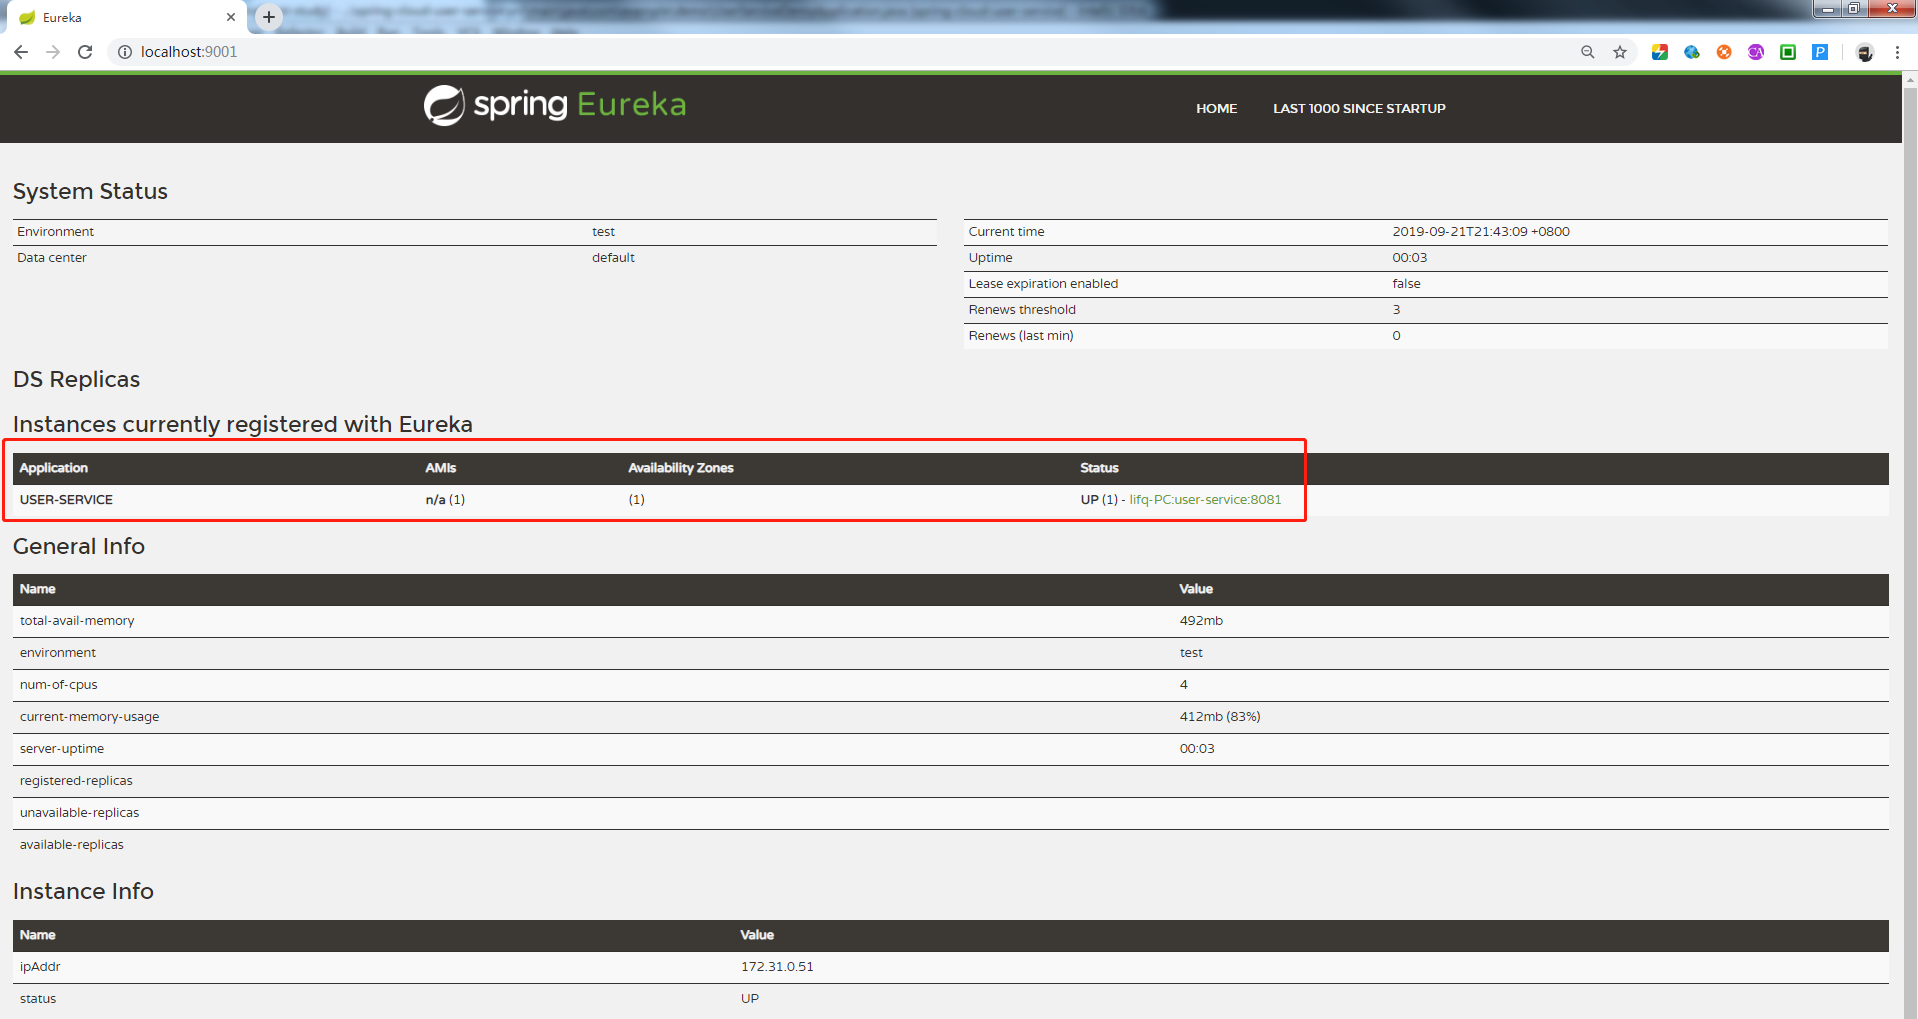 Eureka
localhost:9001
spring Eureka
HOME LAST 1000 SINCE STARTUP
System Status
Environment test
Data center default
Current time 2019-09-21T21:43:09 +0800
Uptime 00:03
Lease expiration enabled false
Renews threshold 3
Renews (last min) 0
DS Replicas
Instances currently registered with Eureka
Application AMIs Availability Zones Status
USER-SERVICE n/a (1) (1) UP (1) - lifq-PC:user-service:8081
General Info
Name Value
total-avail-memory 492mb
environment test
num-of-cpus 4
current-memory-usage 412mb (83%)
server-uptime 00:03
registered-replicas
unavailable-replicas
available-replicas
Instance Info
Name Value
ipAddr 172.31.0.51
status UP